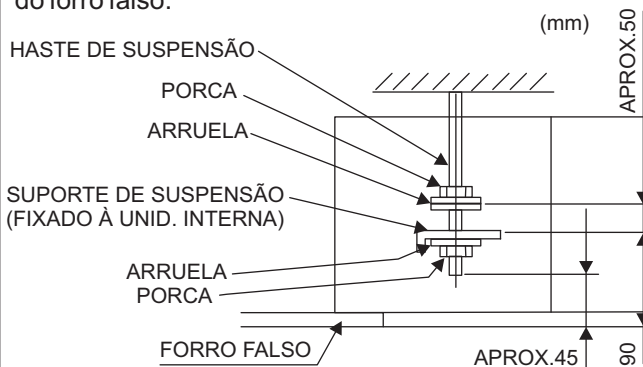 do forro falso.
(mm)
APROX.50
HASTE DE SUSPENSÃO
PORCA
ARRUELA
SUPORTE DE SUSPENSÃO
(FIXADO À UNID. INTERNA)
ARRUELA
PORCA
FORRO FALSO
APROX.45
90